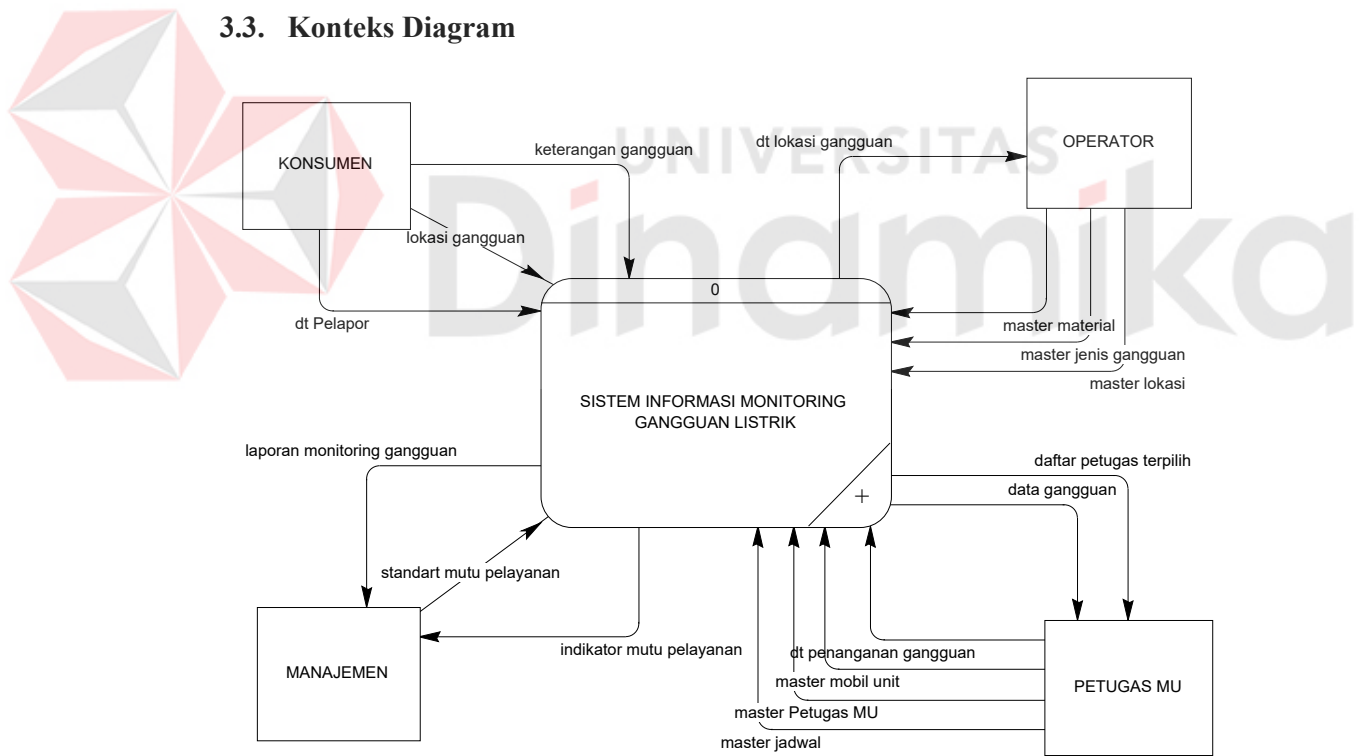 3.3. Konteks Diagram
UNIVERSITAS
Dinamika
KONSUMEN
keterangan gangguan
dt lokasi gangguan
OPERATOR
lokasi gangguan
dt Pelapor
0
master material
master jenis gangguan
master lokasi
SISTEM INFORMASI MONITORING
GANGGUAN LISTRIK
+
laporan monitoring gangguan
daftar petugas terpilih
data gangguan
standart mutu pelayanan
indikator mutu pelayanan
MANAJEMEN
dt penanganan gangguan
master mobil unit
master Petugas MU
master jadwal
PETUGAS MU